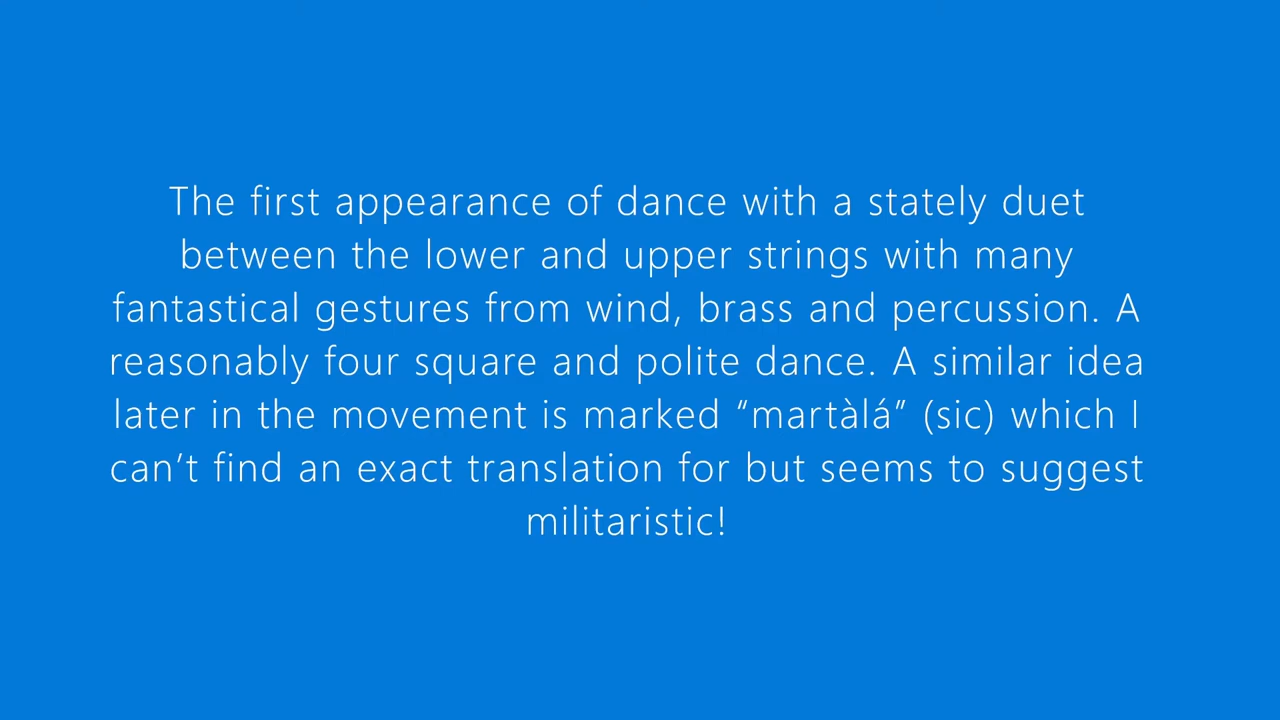 The first appearance of dance with a stately duet
between the lower and upper strings with many
fantastical gestures from wind, brass and percussion. A
reasonably four square and polite dance. A similar idea
later in the movement is marked “martàlá” (sic) which I
can’t find an exact translation for but seems to suggest
militaristic!